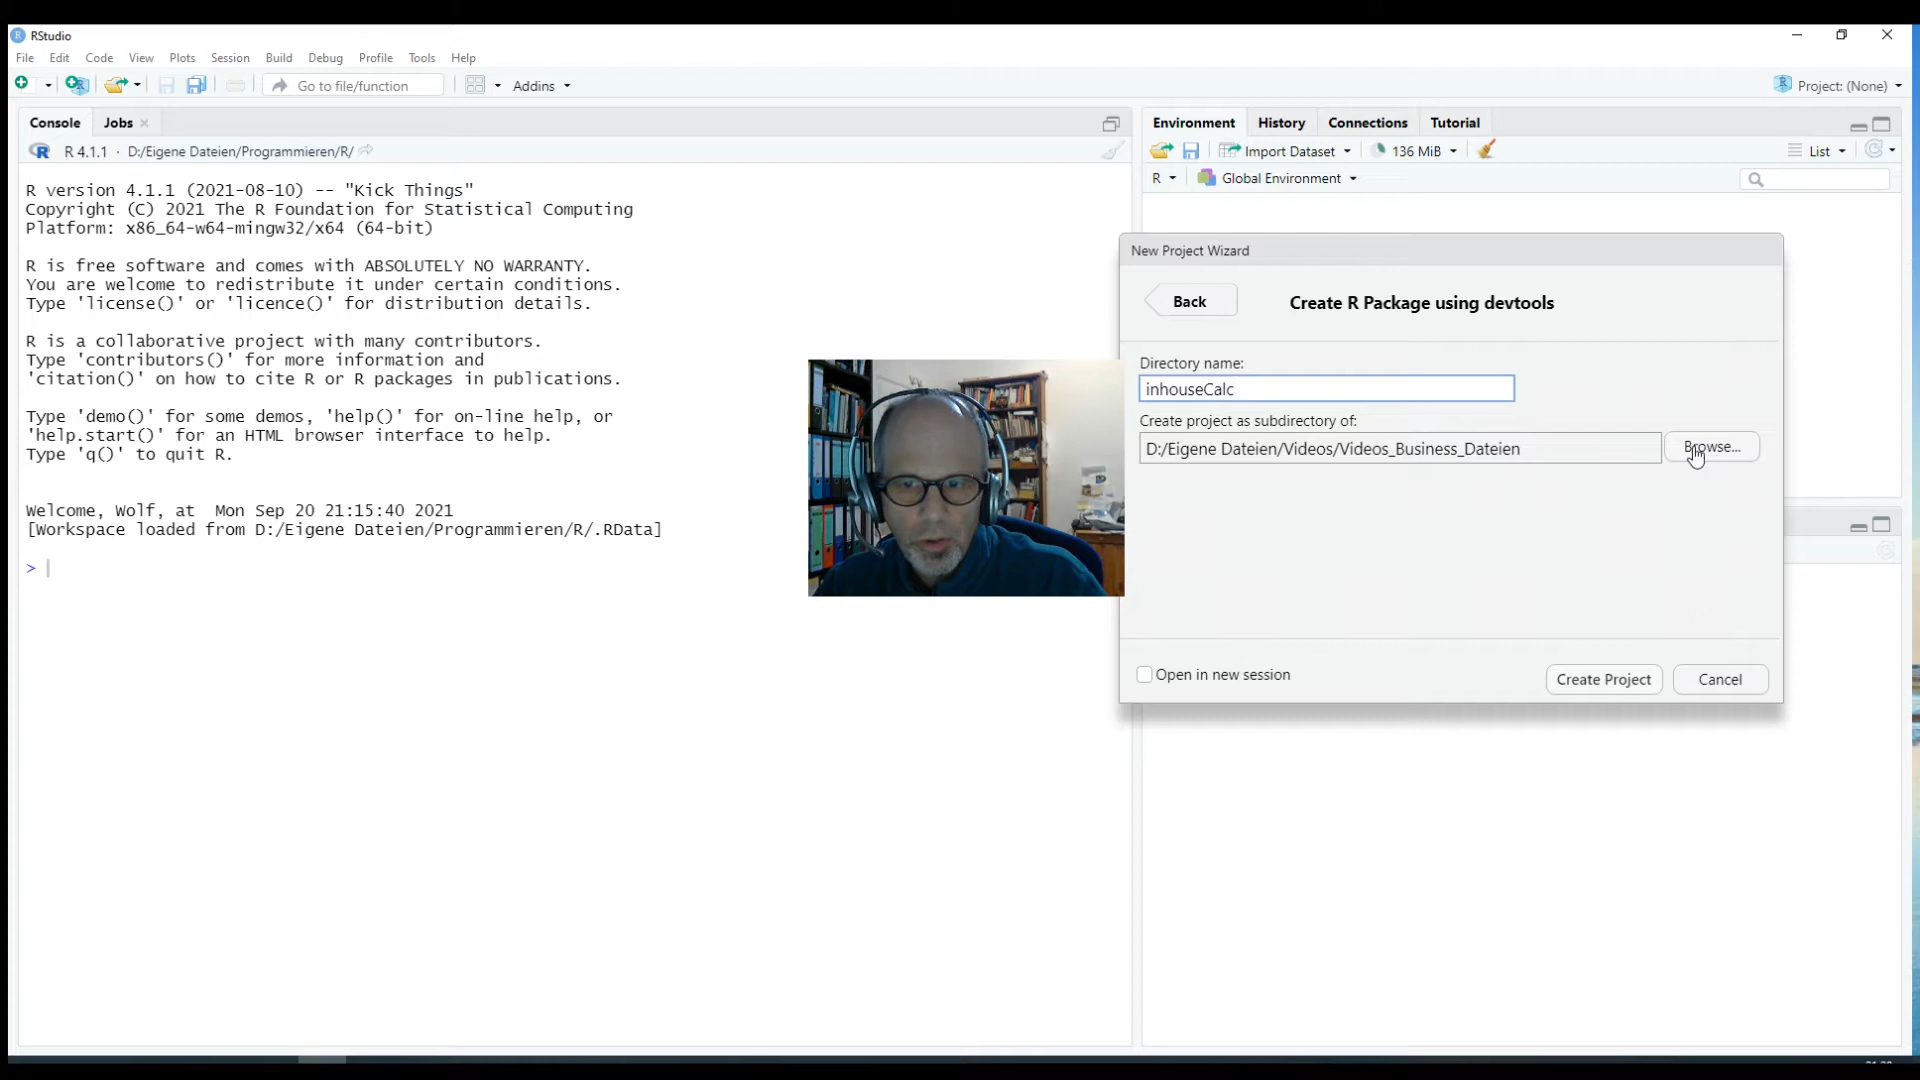 RStudio
File Edit Code View Plots Session Build Debug Profile Tools Help
Go to file/function Addins Project: (None)
Console Jobs
R 4.1.1 · D:/Eigene Dateien/Programmieren/R/
R version 4.1.1 (2021-08-10) -- "Kick Things"
Copyright (C) 2021 The R Foundation for Statistical Computing
Platform: x86_64-w64-mingw32/x64 (64-bit)
R is free software and comes with ABSOLUTELY NO WARRANTY.
You are welcome to redistribute it under certain conditions.
Type 'license()' or 'licence()' for distribution details.
R is a collaborative project with many contributors.
Type 'contributors()' for more information and
'citation()' on how to cite R or R packages in publications.
Type 'demo()' for some demos, 'help()' for on-line help, or
'help.start()' for an HTML browser interface to help.
Type 'q()' to quit R.
Welcome, Wolf, at  Mon Sep 20 21:15:40 2021
[Workspace loaded from D:/Eigene Dateien/Programmieren/R/.RData]
>
Environment History Connections Tutorial
Import Dataset 136 MiB List
R Global Environment
New Project Wizard
Back Create R Package using devtools
Directory name:
inhouseCalc
Create project as subdirectory of:
D:/Eigene Dateien/Videos/Videos_Business_Dateien Browse...
Open in new session Create Project Cancel